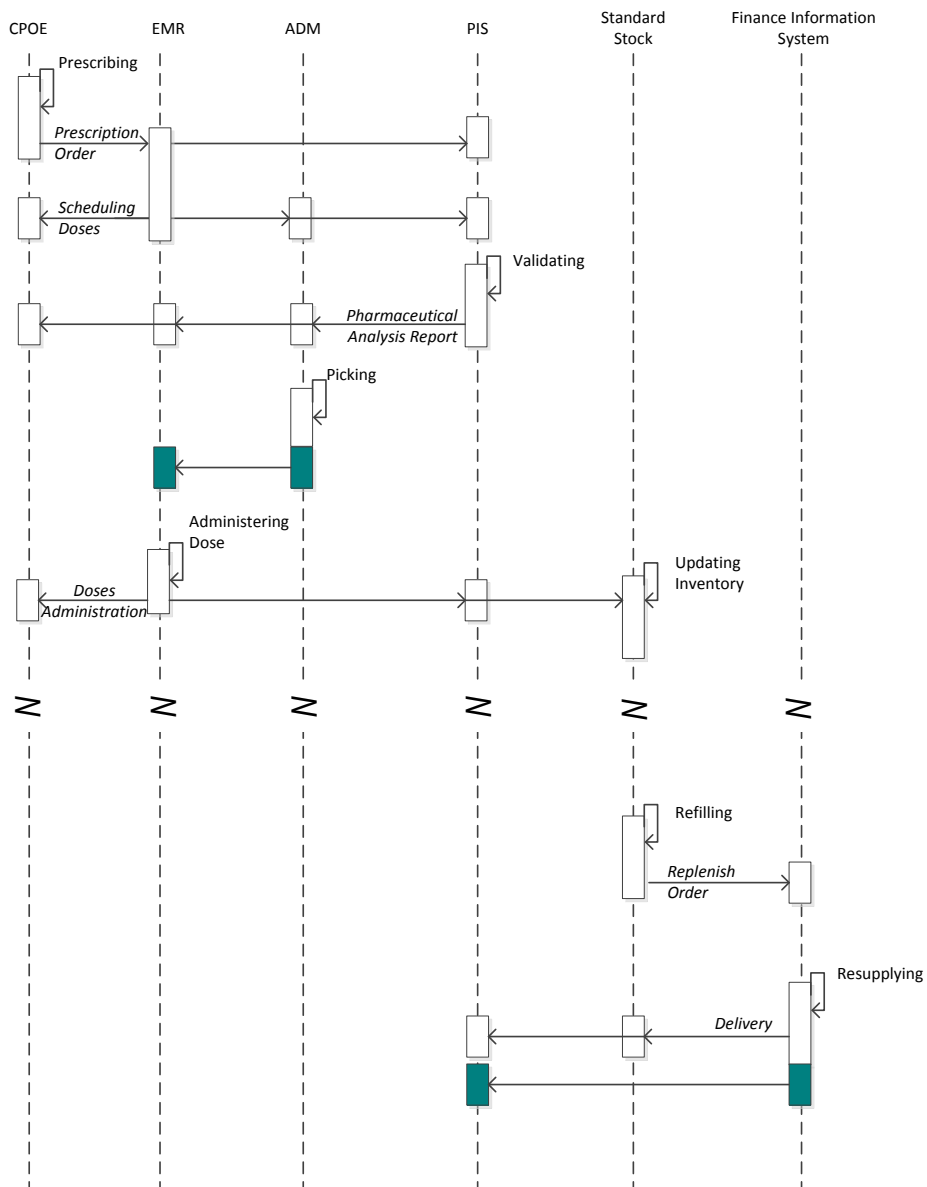 CPOE
EMR
ADM
PIS
Standard
Stock
Finance Information
System
Prescribing
Prescription
Order
Scheduling
Doses
Validating
Pharmaceutical
Analysis Report
Picking
Administering
Dose
Doses
Administration
Updating
Inventory
Refilling
Replenish
Order
Resupplying
Delivery